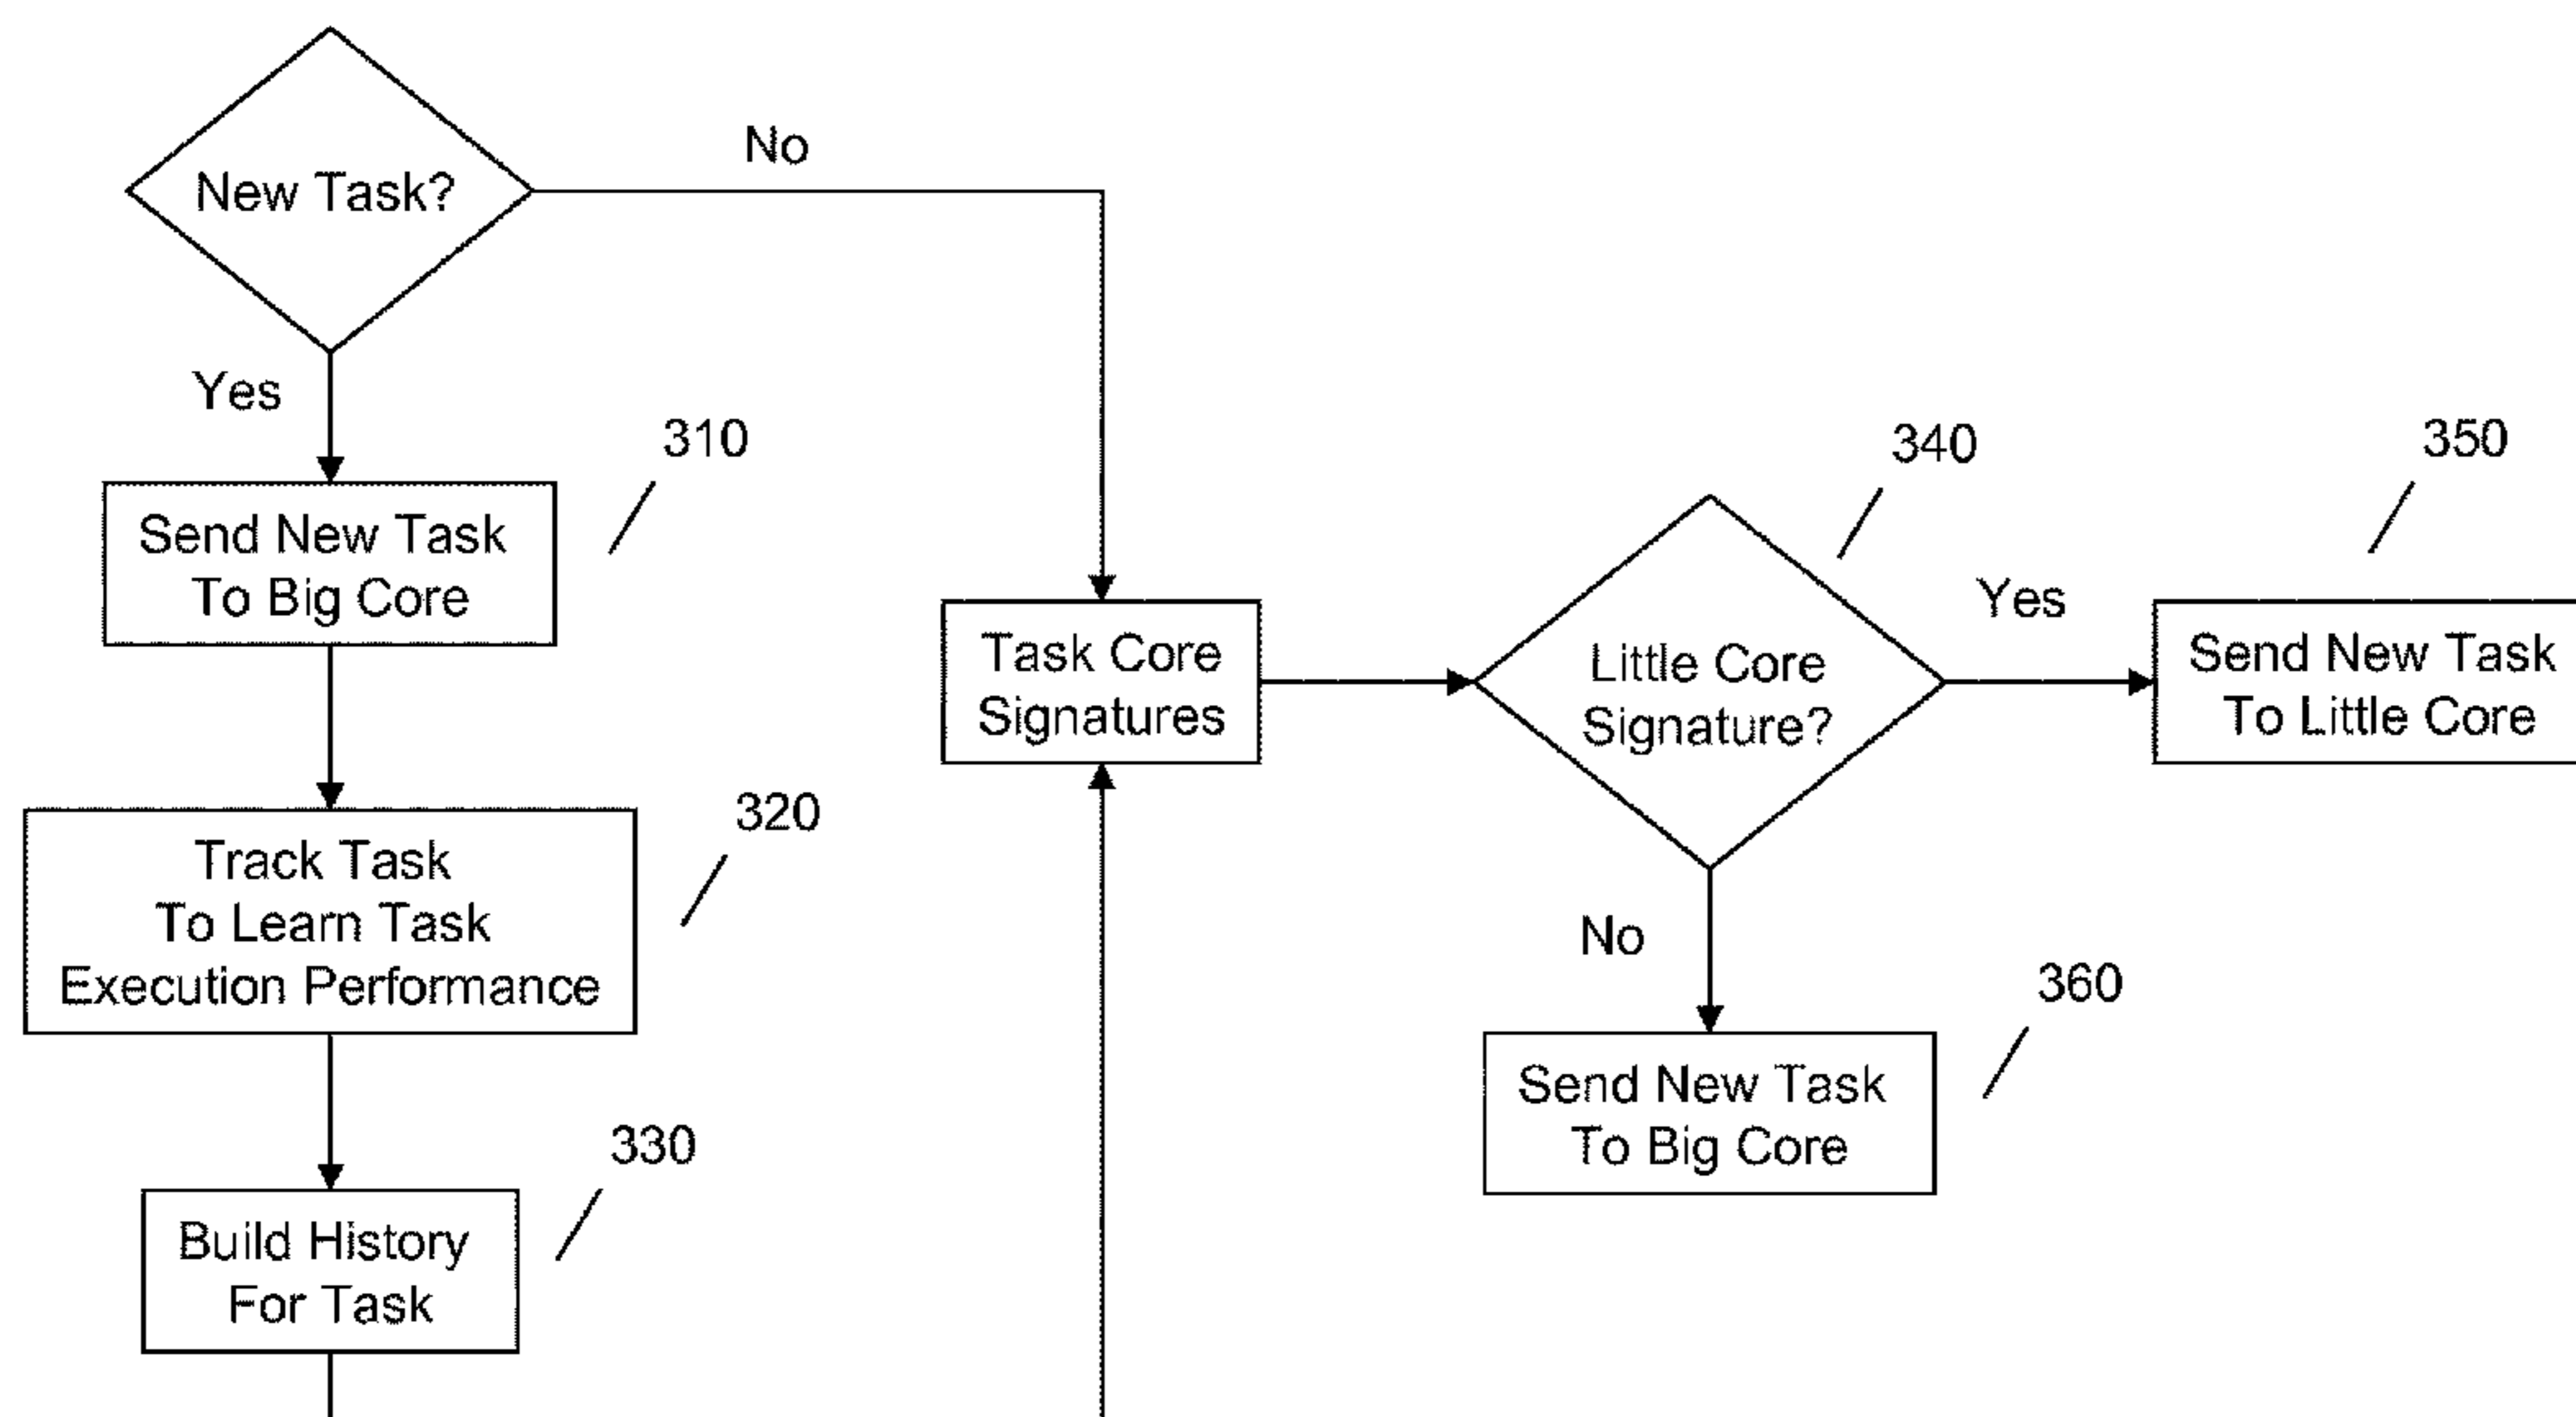 New Task?
No
Yes
310
Send New Task
To Big Core
320
Track Task
To Learn Task
Execution Performance
330
Build History
For Task
Task Core
Signatures
340
Little Core
Signature?
Yes
350
Send New Task
To Little Core
No
360
Send New Task
To Big Core